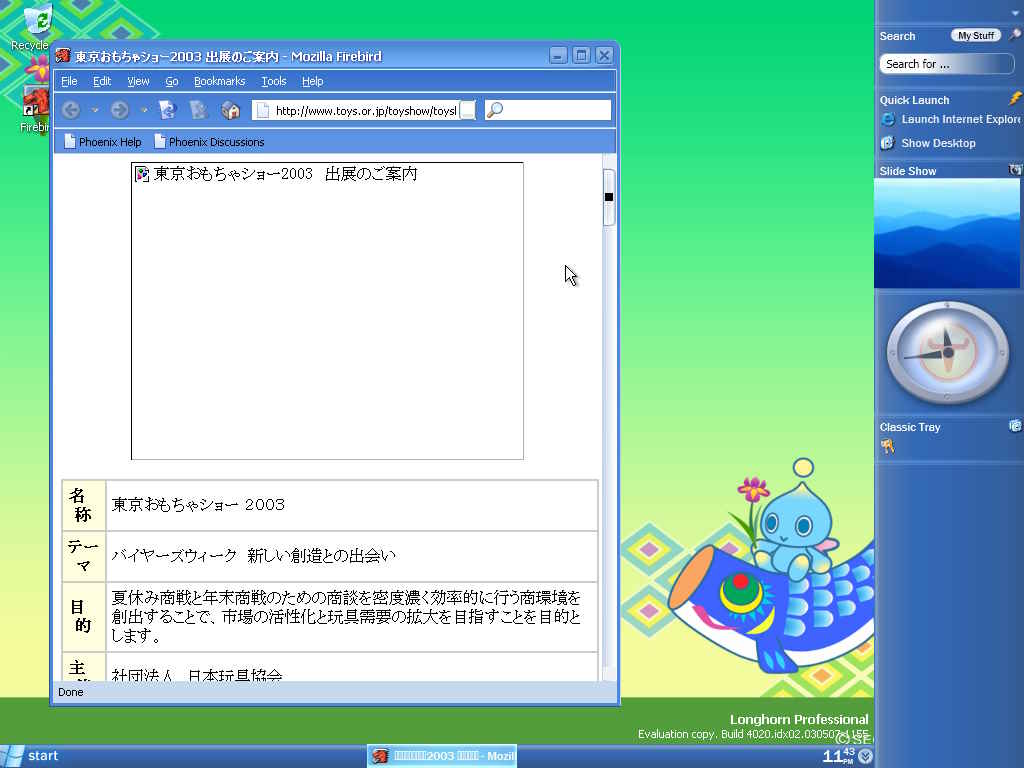 Recycle
Firebir
東京おもちゃショー2003 出展のご案内 - Mozilla Firebird
File Edit View Go Bookmarks Tools Help
http://www.toys.or.jp/toyshow/toysl
Phoenix Help Phoenix Discussions
東京おもちゃショー2003 出展のご案内
名称 東京おもちゃショー 2003
テーマ バイヤーズウィーク 新しい創造との出会い
目的 夏休み商戦と年末商戦のための商談を密度濃く効率的に行う商環境を
創出することで、市場の活性化と玩具需要の拡大を目指すことを目的と
します。
主 社団法人 日本玩具協会
Done
Search My Stuff
Search for ...
Quick Launch
Launch Internet Explore
Show Desktop
Slide Show
Classic Tray
Longhorn Professional
Evaluation copy. Build 4020.idx02.030507-1155
© SE
start
2003 - Mozil
11 43 PM